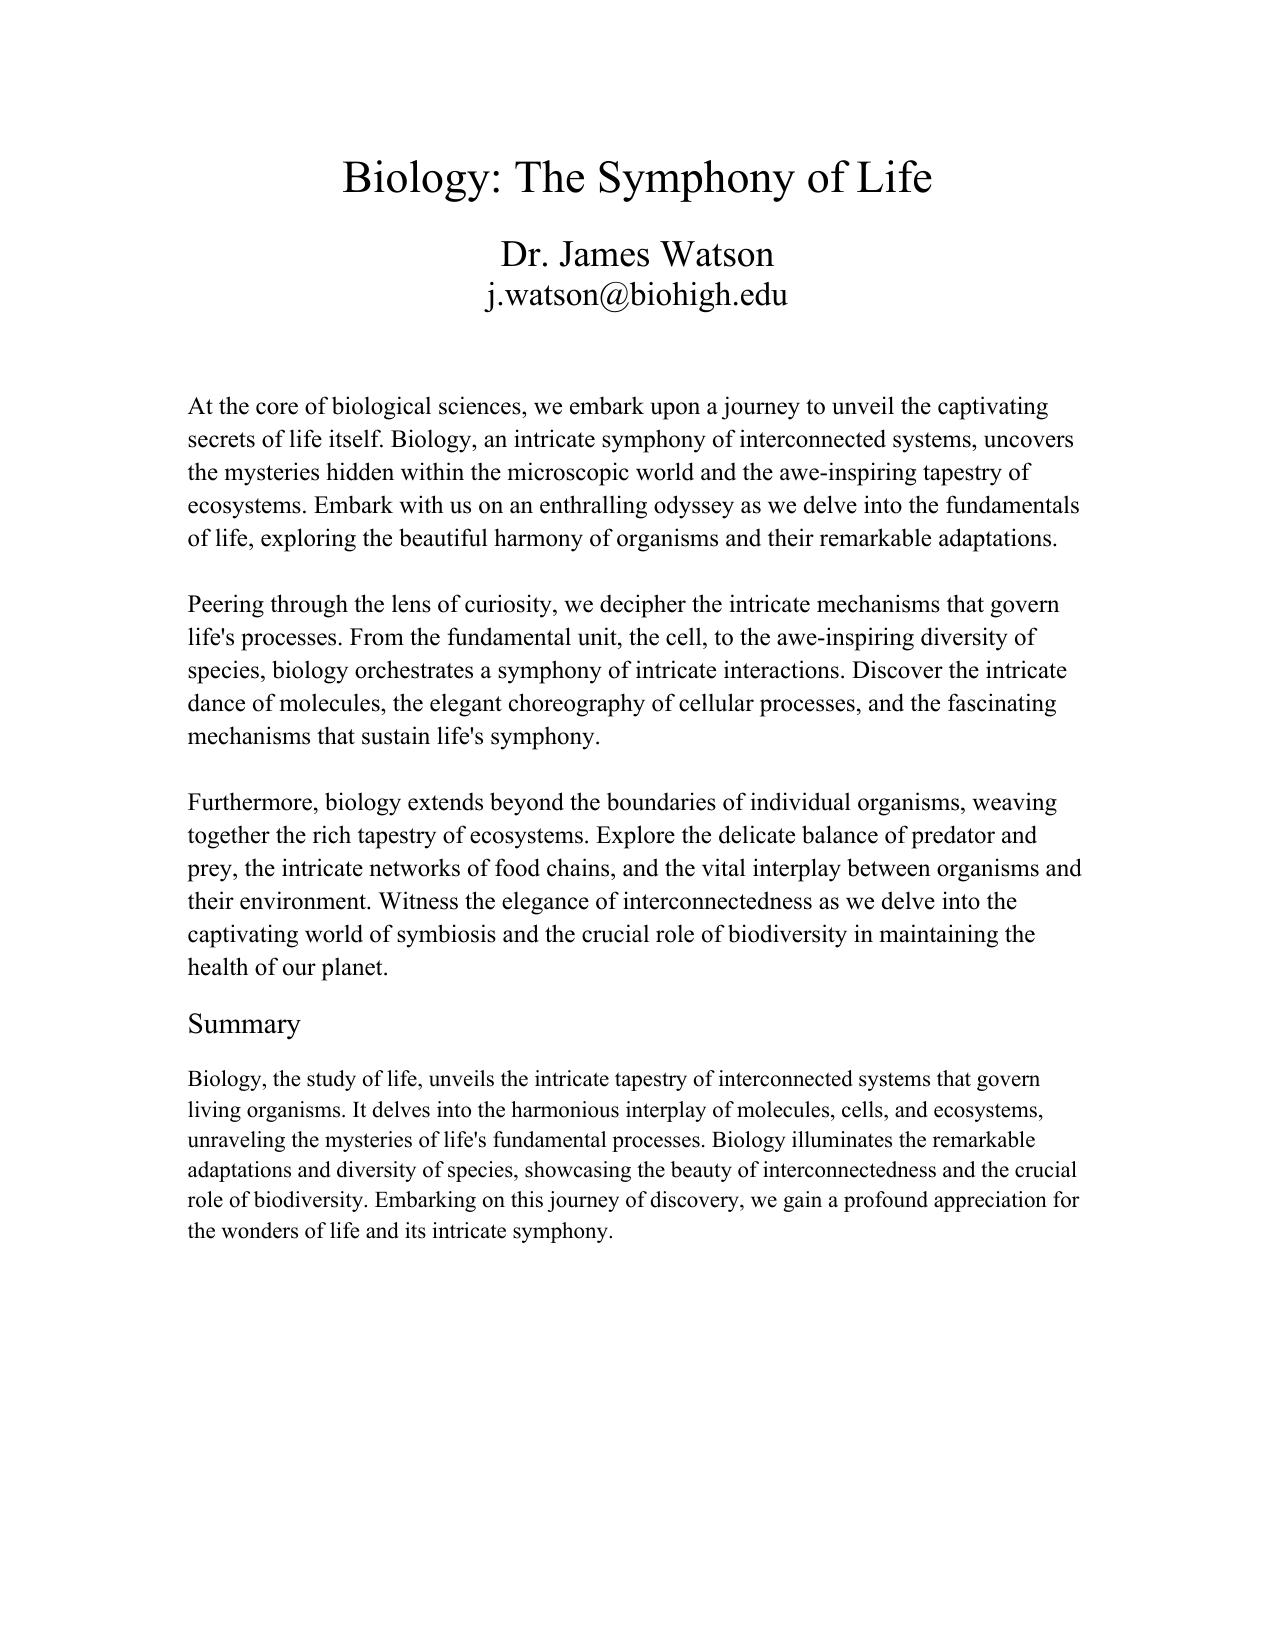 Biology: The Symphony of Life
Dr. James Watson
j.watson@biohigh.edu
At the core of biological sciences, we embark upon a journey to unveil the captivating
secrets of life itself. Biology, an intricate symphony of interconnected systems, uncovers
the mysteries hidden within the microscopic world and the awe-inspiring tapestry of
ecosystems. Embark with us on an enthralling odyssey as we delve into the fundamentals
of life, exploring the beautiful harmony of organisms and their remarkable adaptations.
Peering through the lens of curiosity, we decipher the intricate mechanisms that govern
life's processes. From the fundamental unit, the cell, to the awe-inspiring diversity of
species, biology orchestrates a symphony of intricate interactions. Discover the intricate
dance of molecules, the elegant choreography of cellular processes, and the fascinating
mechanisms that sustain life's symphony.
Furthermore, biology extends beyond the boundaries of individual organisms, weaving
together the rich tapestry of ecosystems. Explore the delicate balance of predator and
prey, the intricate networks of food chains, and the vital interplay between organisms and
their environment. Witness the elegance of interconnectedness as we delve into the
captivating world of symbiosis and the crucial role of biodiversity in maintaining the
health of our planet.
Summary
Biology, the study of life, unveils the intricate tapestry of interconnected systems that govern
living organisms. It delves into the harmonious interplay of molecules, cells, and ecosystems,
unraveling the mysteries of life's fundamental processes. Biology illuminates the remarkable
adaptations and diversity of species, showcasing the beauty of interconnectedness and the crucial
role of biodiversity. Embarking on this journey of discovery, we gain a profound appreciation for
the wonders of life and its intricate symphony.